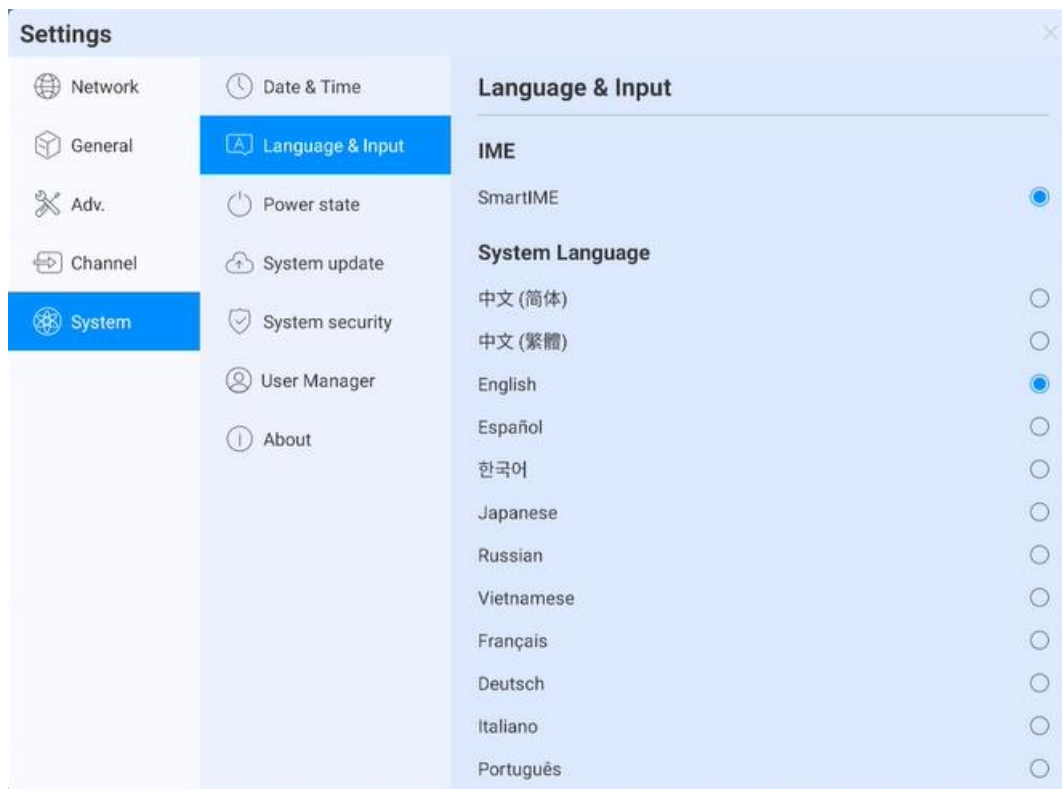 Settings
Network
General
Adv.
Channel
System
Date & Time
Language & Input
Power state
System update
System security
User Manager
About
Language & Input
IME
SmartIME
System Language
中文 (简体)
中文 (繁體)
English
Español
한국어
Japanese
Russian
Vietnamese
Français
Deutsch
Italiano
Português